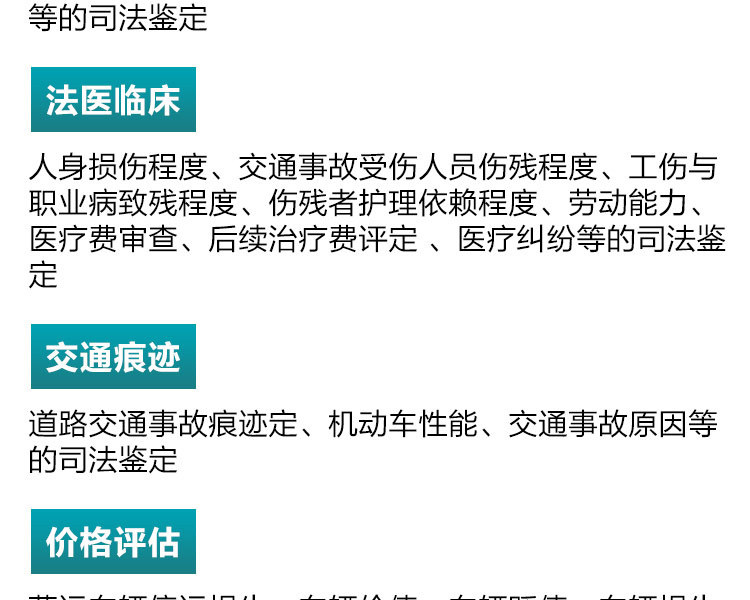 等的司法鉴定
法医临床
人身损伤程度、交通事故受伤人员伤残程度、工伤与
职业病致残程度、伤残者护理依赖程度、劳动能力、
医疗费审查、后续治疗费评定 、医疗纠纷等的司法鉴
定
交通痕迹
道路交通事故痕迹定、机动车性能、交通事故原因等
的司法鉴定
价格评估